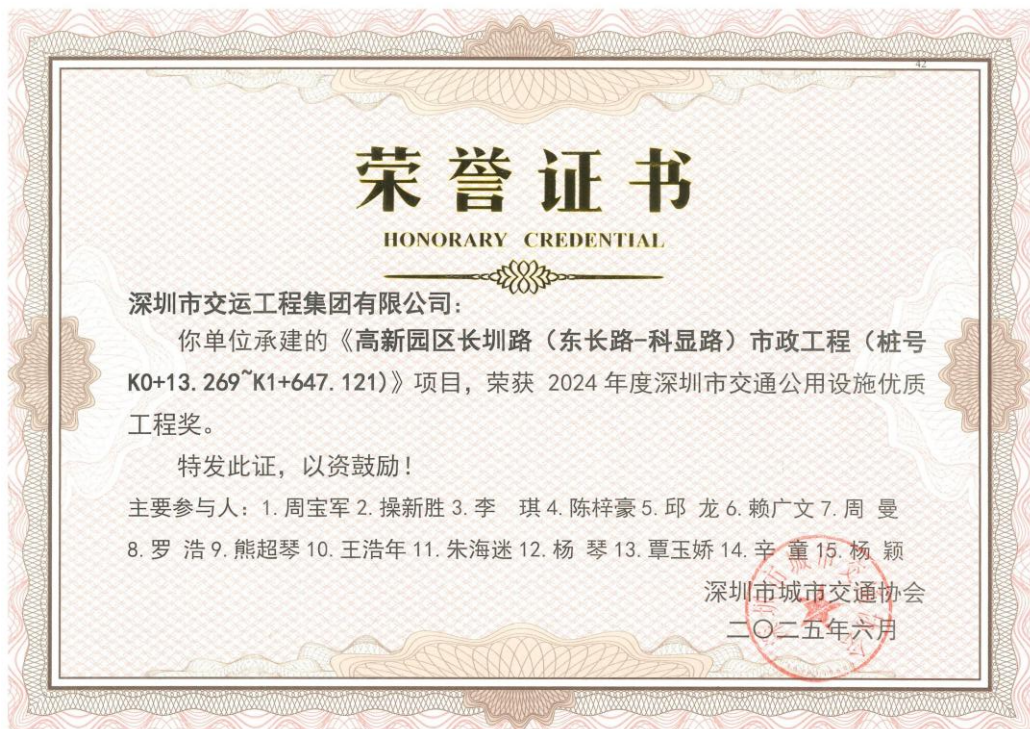 42
荣誉证书
HONORARY CREDENTIAL
深圳市交运工程集团有限公司：
你单位承建的《高新园区长圳路（东长路-科显路）市政工程（桩号
K0+13.269~K1+647.121)》项目，荣获 2024 年度深圳市交通公用设施优质
工程奖。
特发此证，以资鼓励！
主要参与人：1.周宝军 2.操新胜 3.李 琪 4.陈梓豪 5.邱 龙 6.赖广文 7.周 曼
8.罗 浩 9.熊超琴 10.王浩年 11.朱海迷 12.杨 琴 13.覃玉娇 14.辛 童 15.杨 颖
深圳市城市交通协会
二〇二五年六月